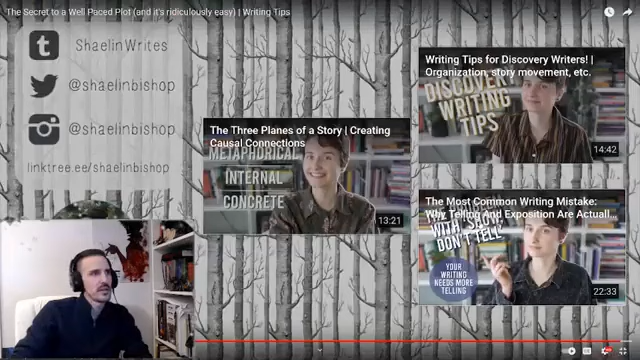 The Secret to a Well Paced Plot (and it's ridiculously easy) | Writing Tips
ShaelinWrites
@shaelinbishop
@shaelinbishop
linktree.ee/shaelinbishop
The Three Planes of a Story | Creating
Causal Connections
METAPHORICAL
INTERNAL
CONCRETE
13:21
Writing Tips for Discovery Writers! |
Organization, story movement, etc.
DISCOVERY
WRITING
TIPS
14:42
The Most Common Writing Mistake:
Why Telling And Exposition Are Actuall...
WITH "SHOW,
DON'T TELL"
YOUR
WRITING
NEEDS MORE
TELLING
22:33